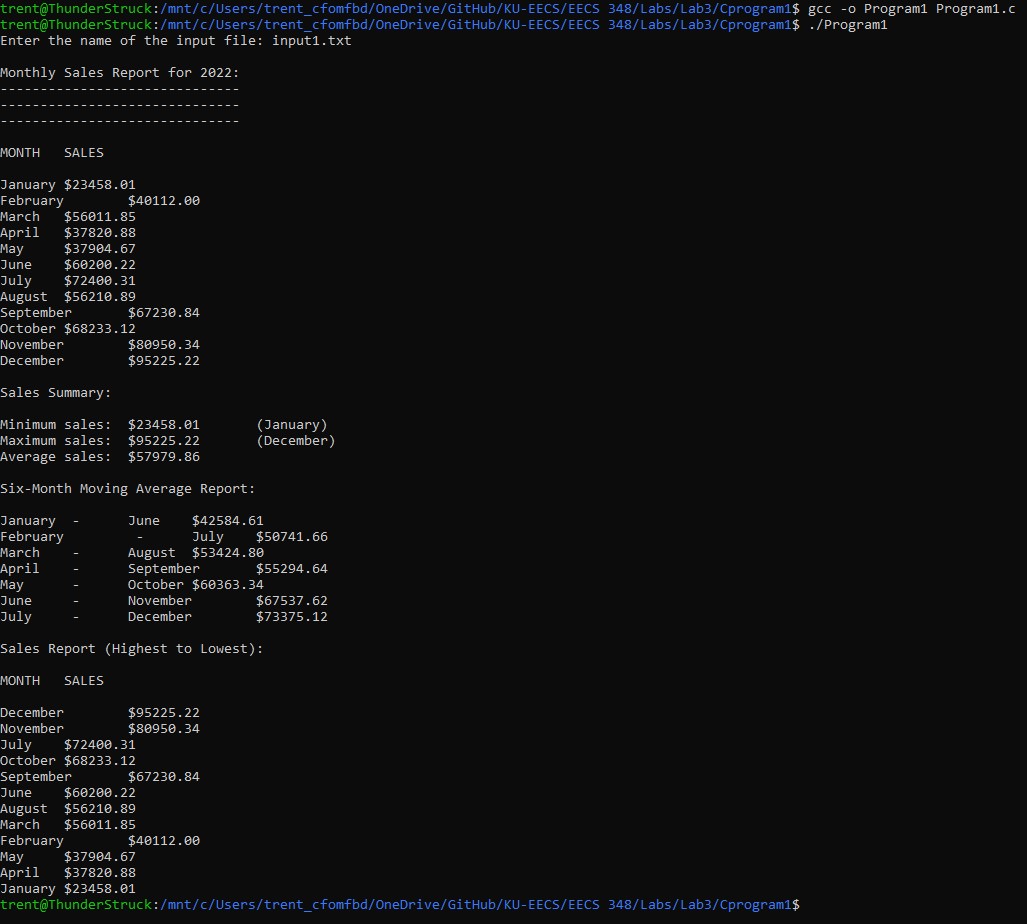 trent@ThunderStruck:/mnt/c/Users/trent_cfomfbd/OneDrive/GitHub/KU-EECS/EECS 348/Labs/Lab3/Cprogram1$ gcc -o Program1 Program1.c
trent@ThunderStruck:/mnt/c/Users/trent_cfomfbd/OneDrive/GitHub/KU-EECS/EECS 348/Labs/Lab3/Cprogram1$ ./Program1
Enter the name of the input file: input1.txt

Monthly Sales Report for 2022:
------------------------------
------------------------------
------------------------------

MONTH   SALES

January $23458.01
February        $40112.00
March   $56011.85
April   $37820.88
May     $37904.67
June    $60200.22
July    $72400.31
August  $56210.89
September       $67230.84
October $68233.12
November        $80950.34
December        $95225.22

Sales Summary:

Minimum sales:  $23458.01       (January)
Maximum sales:  $95225.22       (December)
Average sales:  $57979.86

Six-Month Moving Average Report:

January  -      June    $42584.61
February         -      July    $50741.66
March    -      August  $53424.80
April    -      September       $55294.64
May      -      October $60363.34
June     -      November        $67537.62
July     -      December        $73375.12

Sales Report (Highest to Lowest):

MONTH   SALES

December        $95225.22
November        $80950.34
July    $72400.31
October $68233.12
September       $67230.84
June    $60200.22
August  $56210.89
March   $56011.85
February        $40112.00
May     $37904.67
April   $37820.88
January $23458.01
trent@ThunderStruck:/mnt/c/Users/trent_cfomfbd/OneDrive/GitHub/KU-EECS/EECS 348/Labs/Lab3/Cprogram1$